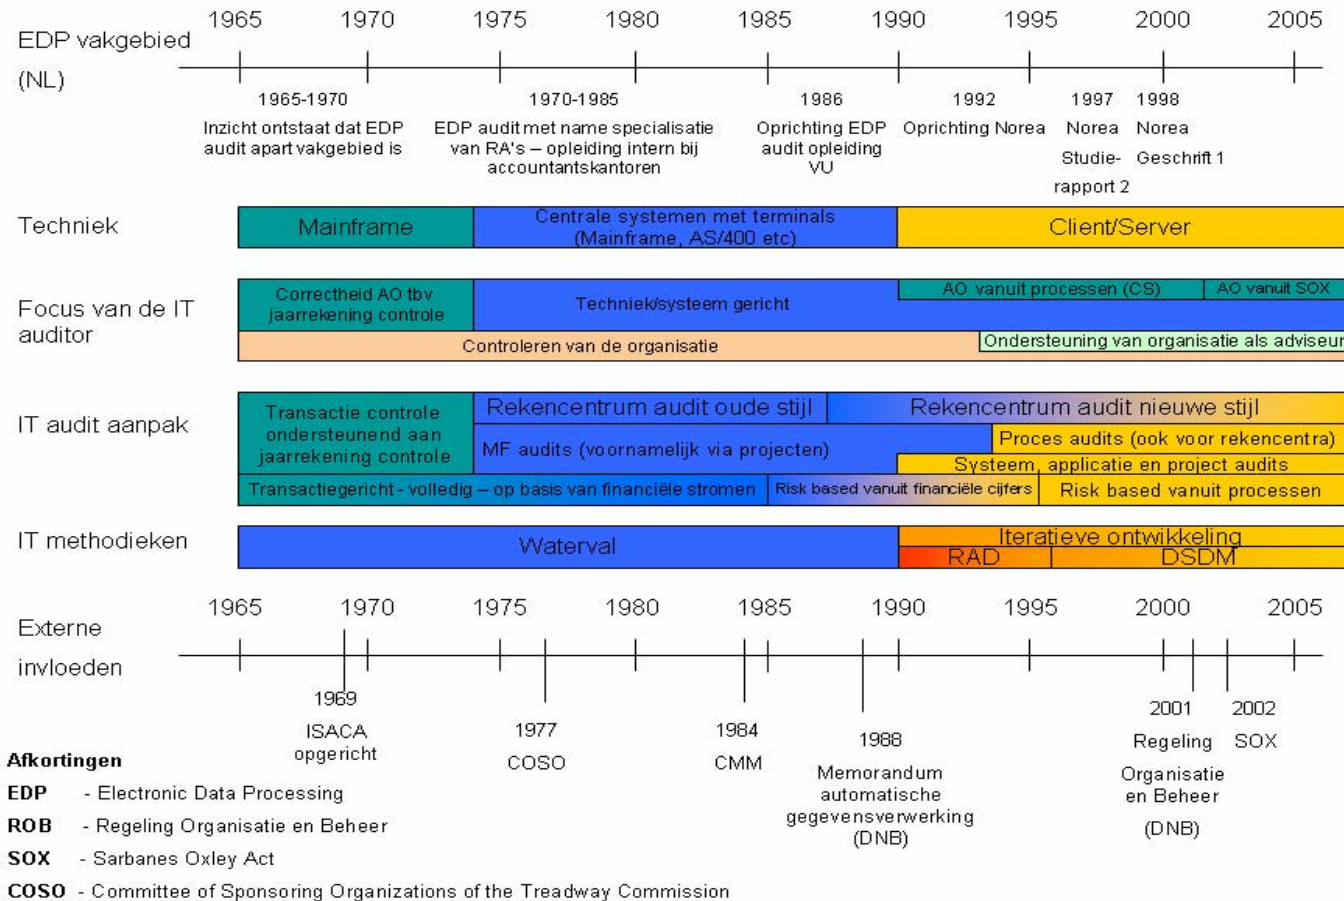 1965 1970 1975 1980 1985 1990 1995 2000 2005
EDP vakgebied
(NL)
1965-1970
Inzicht ontstaat dat EDP
audit apart vakgebied is
1970-1985
EDP audit met name specialisatie
van RA's – opleiding intern bij
accountantskantoren
1986
Oprichting EDP
audit opleiding
VU
1992
Oprichting Norea
1997
Norea
Studie-
rapport 2
1998
Norea
Geschrift 1
Techniek
Mainframe
Centrale systemen met terminals
(Mainframe, AS/400 etc)
Client/Server
Focus van de IT
auditor
Correctheid AO tbv
jaarrekening controle
Techniek/systeem gericht
AO vanuit processen (CS)
AO vanuit SOX
Controleren van de organisatie
Ondersteuning van organisatie als adviseur
IT audit aanpak
Transactie controle
ondersteunend aan
jaarrekening controle
Rekencentrum audit oude stijl
Rekencentrum audit nieuwe stijl
MF audits (voornamelijk via projecten)
Proces audits (ook voor rekencentra)
Systeem, applicatie en project audits
Transactiegericht - volledig – op basis van financiële stromen
Risk based vanuit financiële cijfers
Risk based vanuit processen
IT methodieken
Waterval
Iteratieve ontwikkeling
RAD
DSDM
1965 1970 1975 1980 1985 1990 1995 2000 2005
Externe
invloeden
1969
ISACA
opgericht
1977
COSO
1984
CMM
1988
Memorandum
automatische
gegevensverwerking
(DNB)
2001
Regeling
Organisatie
en Beheer
(DNB)
2002
SOX
Afkortingen
EDP - Electronic Data Processing
ROB - Regeling Organisatie en Beheer
SOX - Sarbanes Oxley Act
COSO - Committee of Sponsoring Organizations of the Treadway Commission